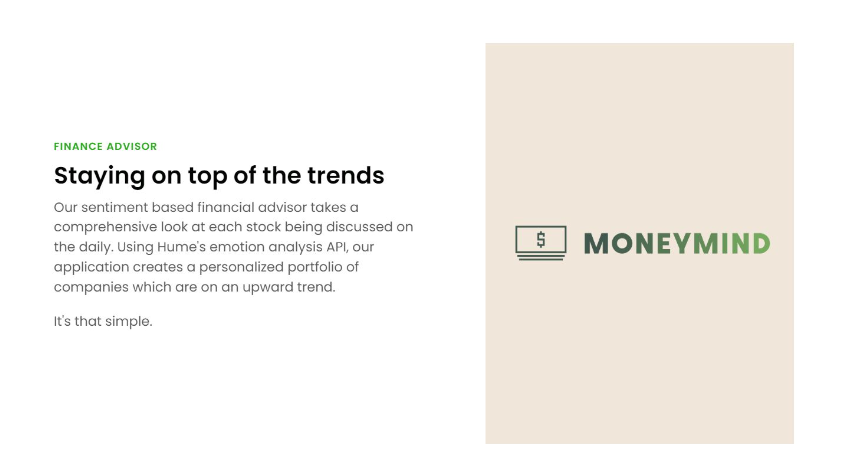 FINANCE ADVISOR
Staying on top of the trends
Our sentiment based financial advisor takes a
comprehensive look at each stock being discussed on
the daily. Using Hume's emotion analysis API, our
application creates a personalized portfolio of
companies which are on an upward trend.
It's that simple.
$ MONEYMIND